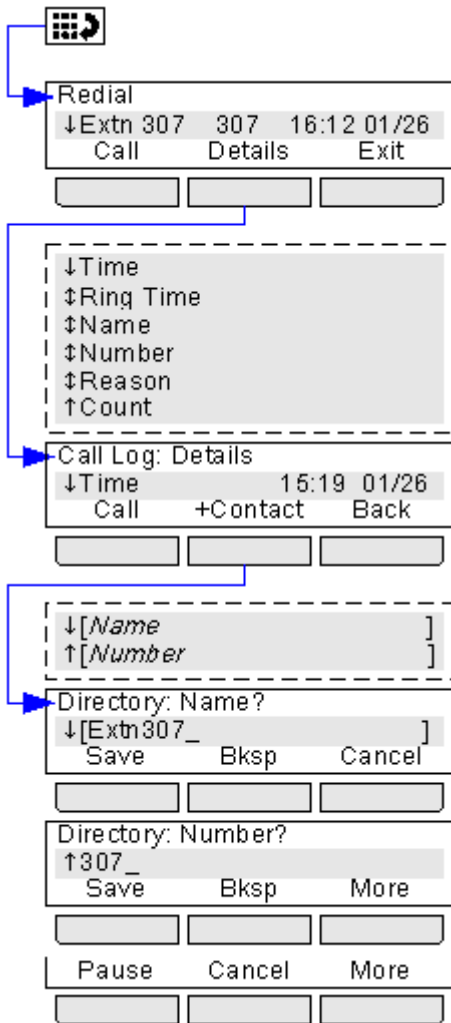 Redial
↓Extn 307 307 16:12 01/26
Call Details Exit
↓Time
↕Ring Time
↕Name
↕Number
↕Reason
↑Count
Call Log: Details
↓Time 15:19 01/26
Call +Contact Back
↓[Name ]
↑[Number ]
Directory: Name?
↓[Extn307_ ]
Save Bksp Cancel
Directory: Number?
↑307_
Save Bksp More
Pause Cancel More